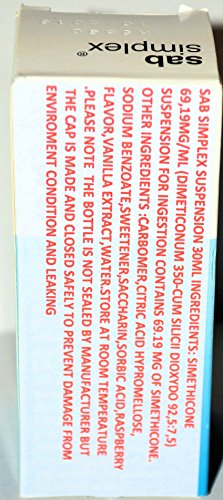 sab
simplex®
SAB SIMPLEX SUSPENSION 30ML INGREDIENTS: SIMETHICONE
69,19MG/ML (DIMETICONUM 350-CUM SILICII DIOXYDO 92,5:7,5)
SUSPENSION FOR INGESTION CONTAINS 69.19 MG OF SIMETHICONE.
OTHER INGREDIENTS :CARBOMER,CITRIC ACID HYPROMELLOSE,
SODIUM BENZOATE,SWEETENER,SACCHARIN,SORBIC ACID,RASPBERRY
FLAVOR,VANILLA EXTRACT,WATER.STORE AT ROOM TEMPERATURE
,PLEASE NOTE THE BOTTLE IS NOT SEALED BY MANUFACTURER BUT
THE CAP IS MADE AND CLOSED SAFELY TO PREVENT DAMAGE FROM
ENVIROMENT CONDITION AND LEAKING